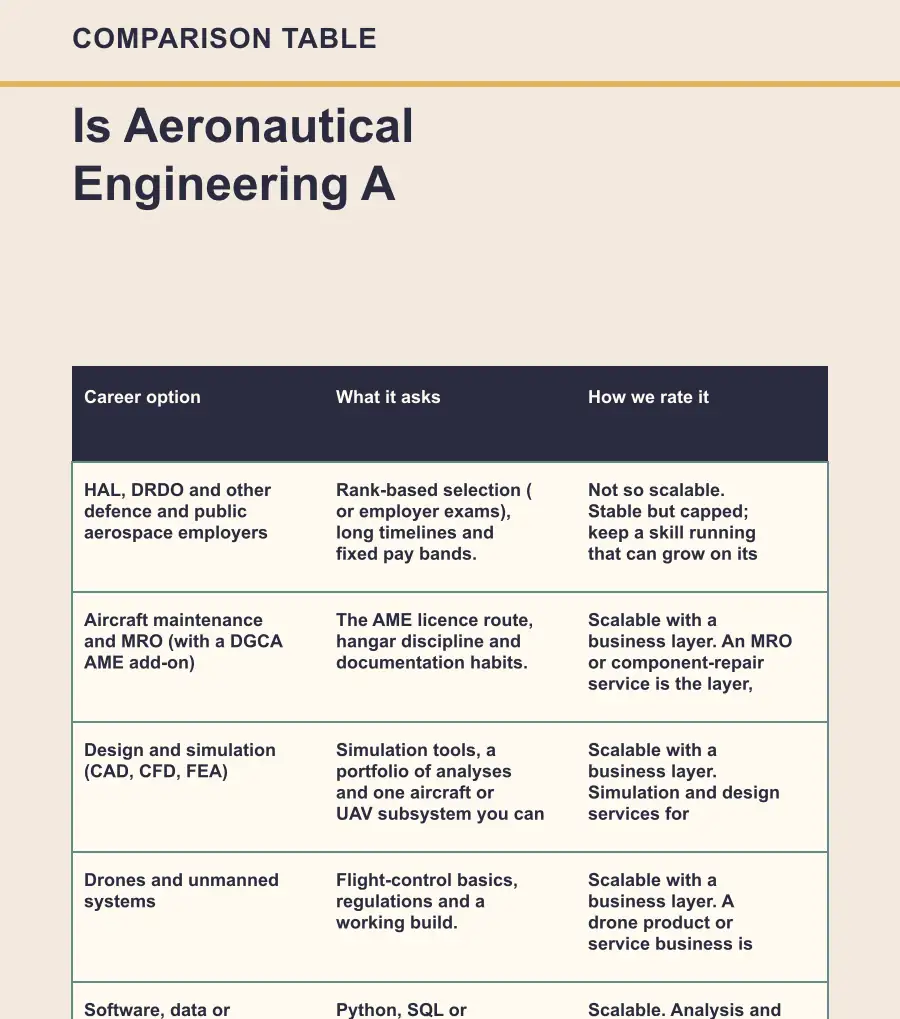 COMPARISON TABLE
Is Aeronautical
Engineering A
Career option
What it asks
How we rate it
HAL, DRDO and other
defence and public
aerospace employers
Rank-based selection (
or employer exams),
long timelines and
fixed pay bands.
Not so scalable.
Stable but capped;
keep a skill running
that can grow on its
Aircraft maintenance
and MRO (with a DGCA
AME add-on)
The AME licence route,
hangar discipline and
documentation habits.
Scalable with a
business layer. An MRO
or component-repair
service is the layer,
Design and simulation
(CAD, CFD, FEA)
Simulation tools, a
portfolio of analyses
and one aircraft or
UAV subsystem you can
Scalable with a
business layer.
Simulation and design
services for
Drones and unmanned
systems
Flight-control basics,
regulations and a
working build.
Scalable with a
business layer. A
drone product or
service business is
Software, data or
Python, SQL or
Scalable. Analysis and